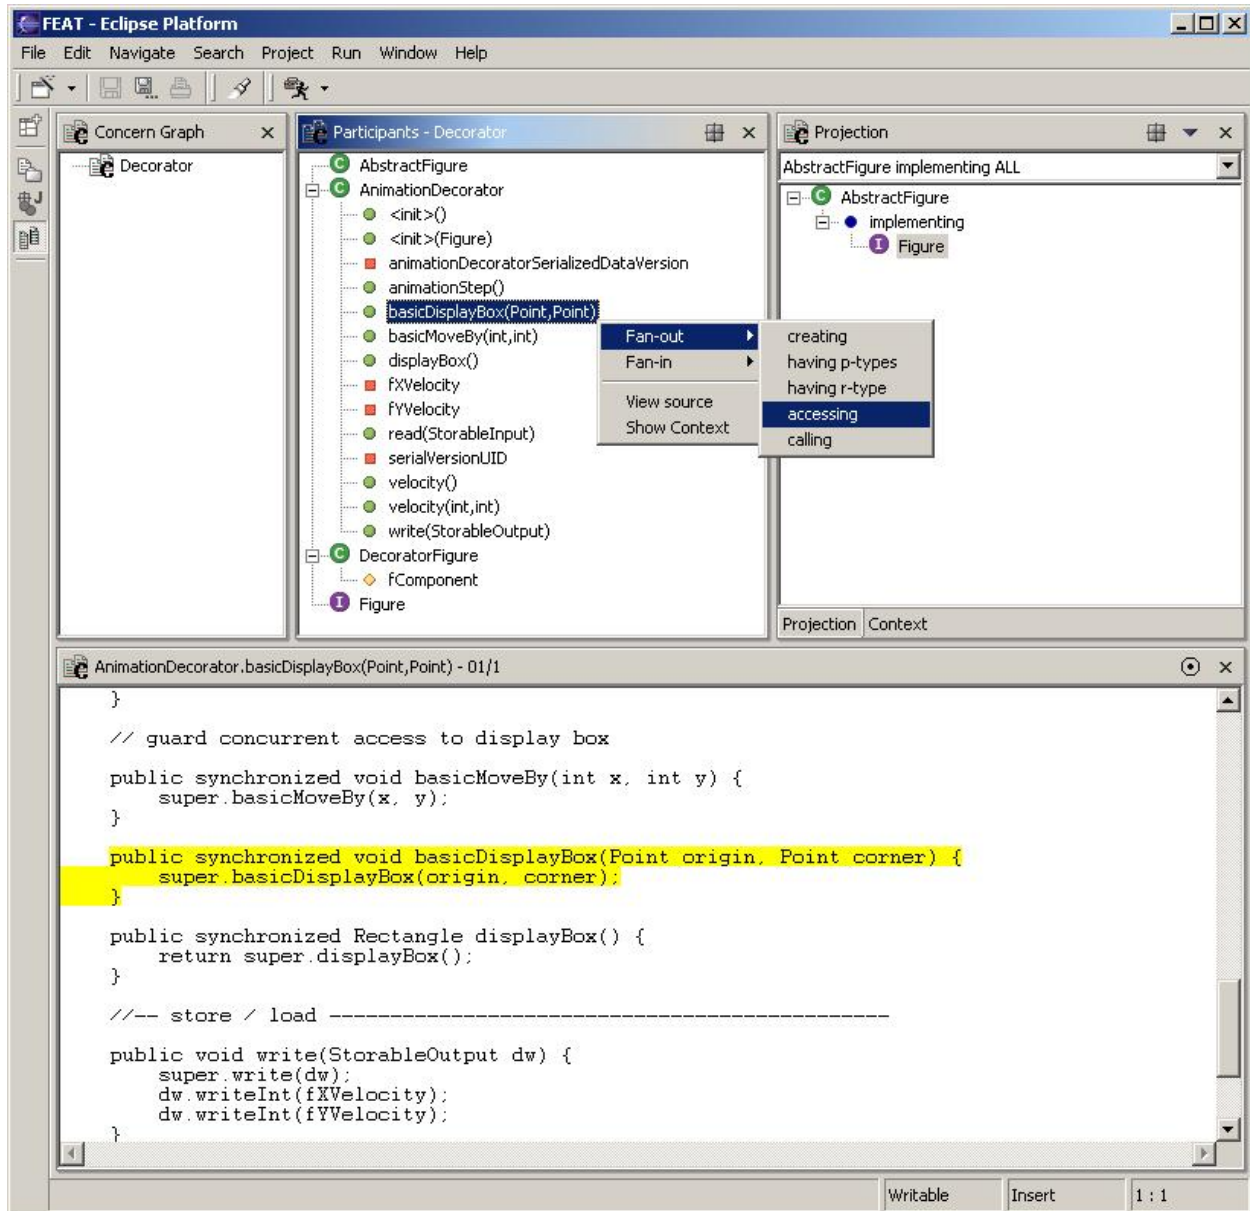 FEAT - Eclipse Platform
File Edit Navigate Search Project Run Window Help
Concern Graph
Decorator
Participants - Decorator
AbstractFigure
AnimationDecorator
<init>()
<init>(Figure)
animationDecoratorSerializedDataVersion
animationStep()
basicDisplayBox(Point,Point)
basicMoveBy(int,int)
displayBox()
fXVelocity
fYVelocity
read(StorableInput)
serialVersionUID
velocity()
velocity(int,int)
write(StorableOutput)
DecoratorFigure
fComponent
Figure
Fan-out
Fan-in
View source
Show Context
creating
having p-types
having r-type
accessing
calling
Projection
AbstractFigure implementing ALL
AbstractFigure
implementing
Figure
Projection Context
AnimationDecorator.basicDisplayBox(Point,Point) - 01/1
}
// guard concurrent access to display box
public synchronized void basicMoveBy(int x, int y) {
super.basicMoveBy(x, y);
}
public synchronized void basicDisplayBox(Point origin, Point corner) {
super.basicDisplayBox(origin, corner);
}
public synchronized Rectangle displayBox() {
return super.displayBox();
}
//-- store / load ----------------------------------------------
public void write(StorableOutput dw) {
super.write(dw);
dw.writeInt(fXVelocity);
dw.writeInt(fYVelocity);
}
Writable Insert 1 : 1